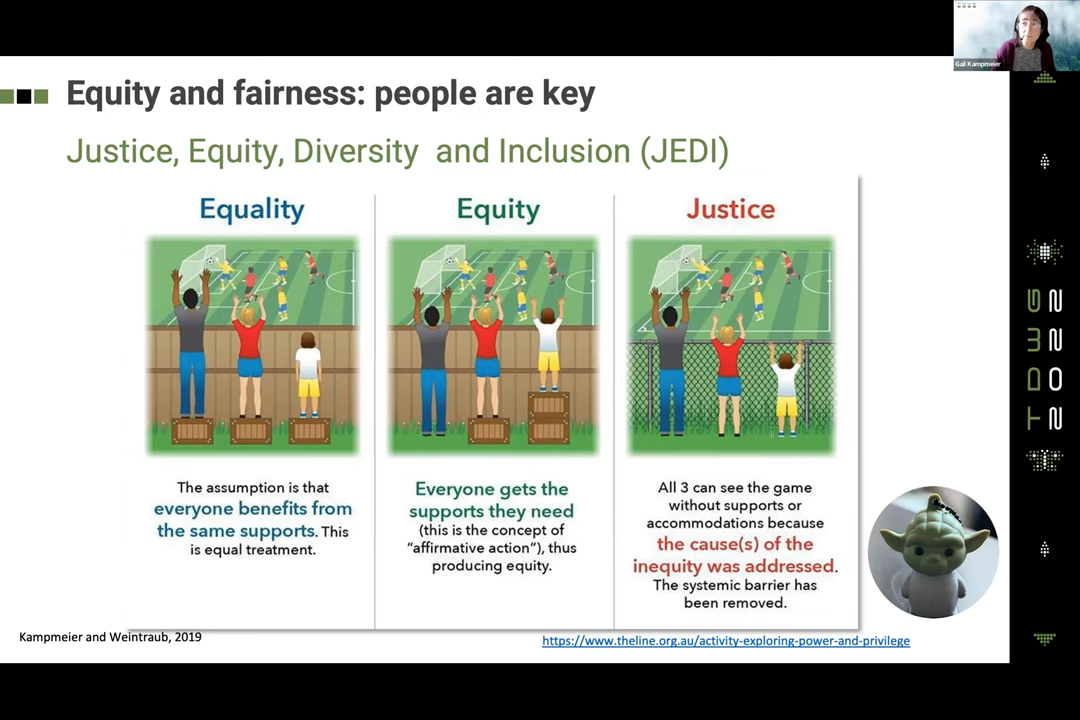 Gail Kampmeier
Equity and fairness: people are key
Justice, Equity, Diversity and Inclusion (JEDI)
Equality
The assumption is that
everyone benefits from
the same supports. This
is equal treatment.
Equity
Everyone gets the
supports they need
(this is the concept of
“affirmative action”), thus
producing equity.
Justice
All 3 can see the game
without supports or
accommodations because
the cause(s) of the
inequity was addressed.
The systemic barrier has
been removed.
Kampmeier and Weintraub, 2019
https://www.theline.org.au/activity-exploring-power-and-privilege
TDWG
2022